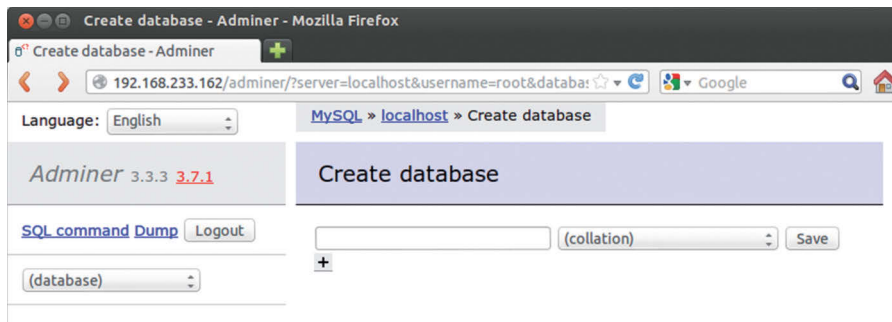 Create database - Adminer - Mozilla Firefox
Create database - Adminer
192.168.233.162/adminer/?server=localhost&username=root&databa
Google
Language: English
MySQL » localhost » Create database
Adminer 3.3.3 3.7.1
Create database
SQL command Dump Logout
(collation)
Save
+
(database)